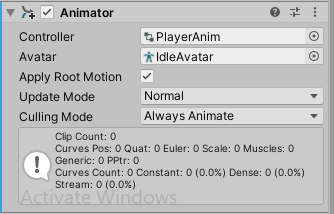 Animator
Controller PlayerAnim
Avatar IdleAvatar
Apply Root Motion
Update Mode Normal
Culling Mode Always Animate
Clip Count: 0
Curves Pos: 0 Quat: 0 Euler: 0 Scale: 0 Muscles: 0
Generic: 0 PPtr: 0
Curves Count: 0 Constant: 0 (0.0%) Dense: 0 (0.0%)
Stream: 0 (0.0%)
Activate Windows